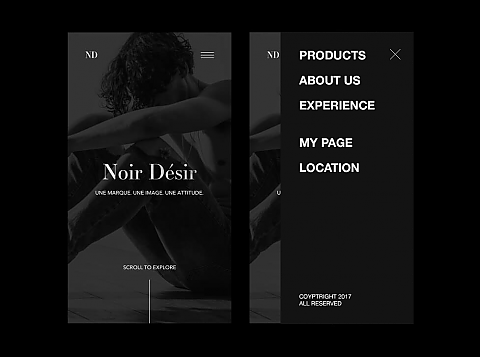 ND
Noir Désir
UNE MARQUE. UNE IMAGE. UNE ATTITUDE.
SCROLL TO EXPLORE
ND
U
PRODUCTS
ABOUT US
EXPERIENCE
MY PAGE
LOCATION
COYPTRIGHT 2017
ALL RESERVED